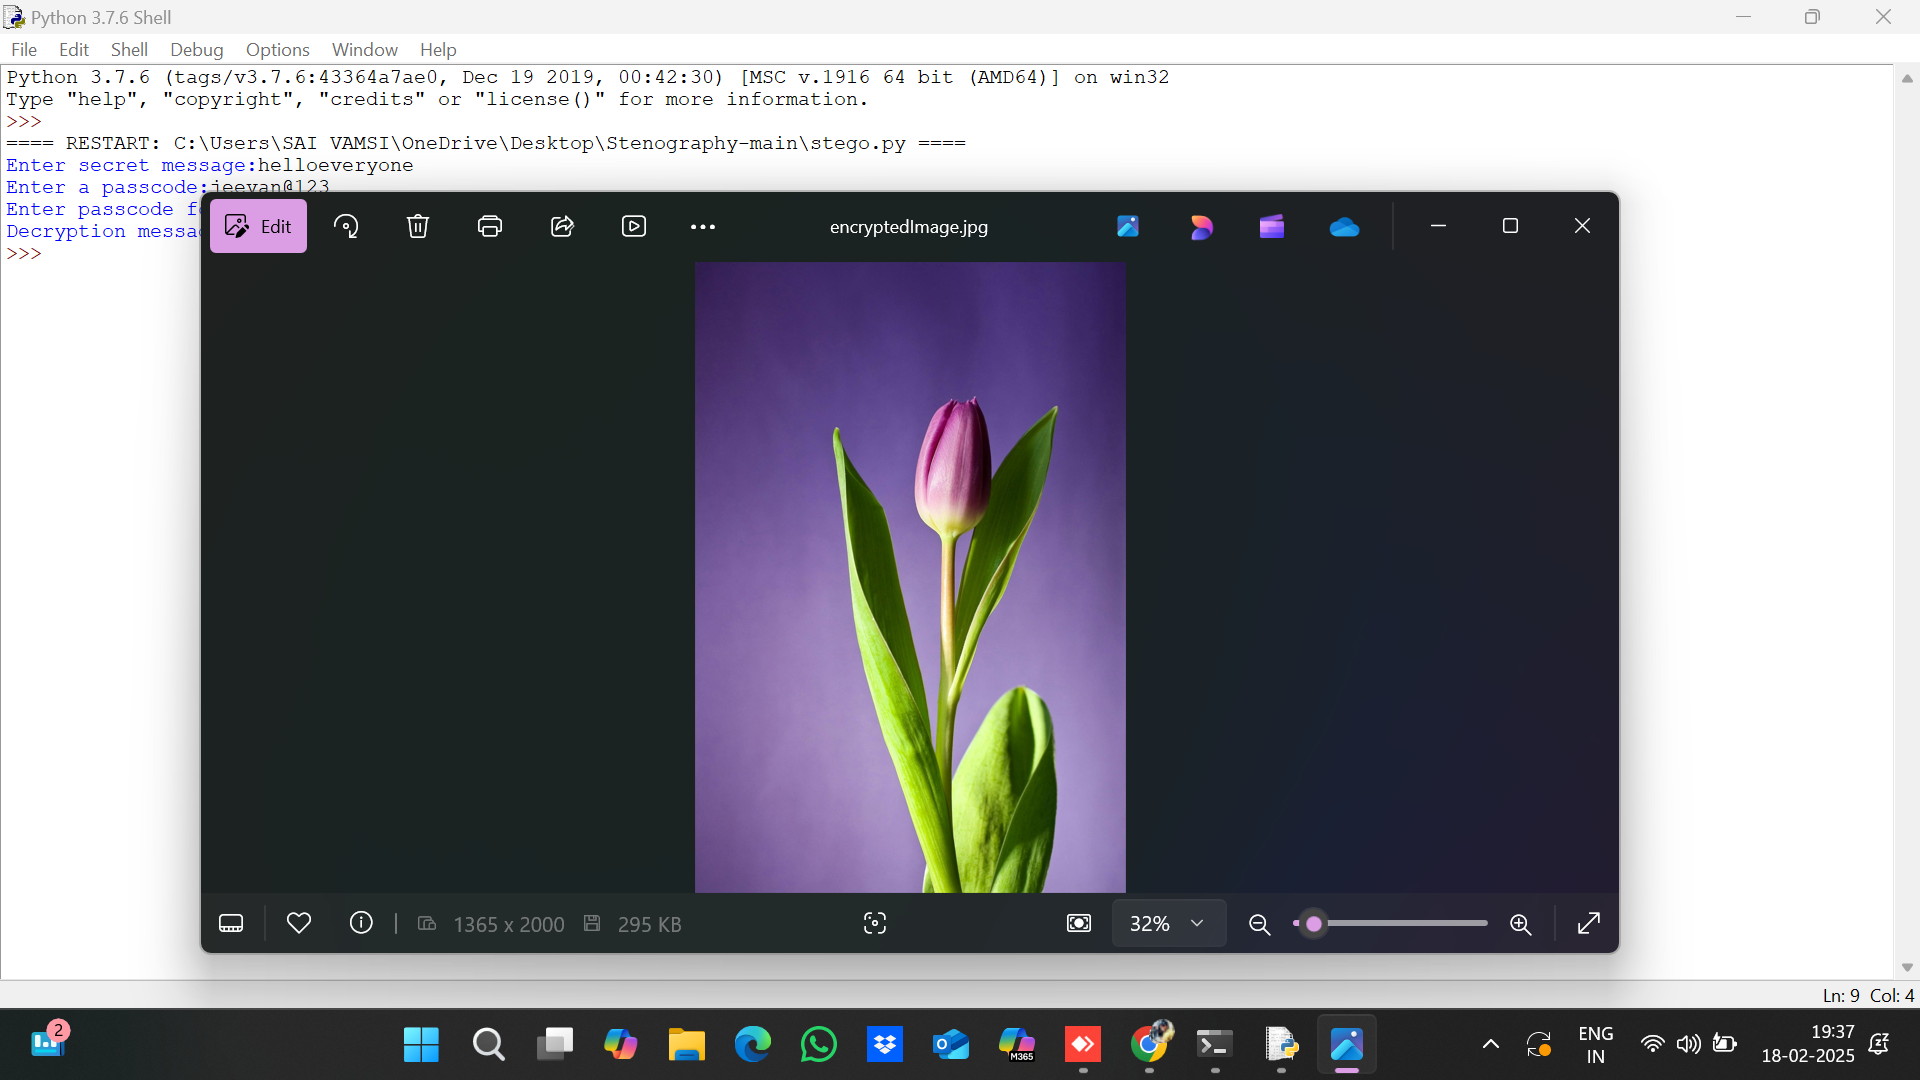 Python 3.7.6 Shell
File Edit Shell Debug Options Window Help
Python 3.7.6 (tags/v3.7.6:43364a7ae0, Dec 19 2019, 00:42:30) [MSC v.1916 64 bit (AMD64)] on win32
Type "help", "copyright", "credits" or "license()" for more information.
>>>
==== RESTART: C:\Users\SAI VAMSI\OneDrive\Desktop\Stenography-main\stego.py ====
Enter secret message:helloeveryone
Enter a passcode:jeevan@123
Enter passcode
Decryption
>>>
Edit
encryptedImage.jpg
1365 x 2000 295 KB
32%
Ln: 9 Col: 4
2
M365
ENG
IN
19:37
18-02-2025